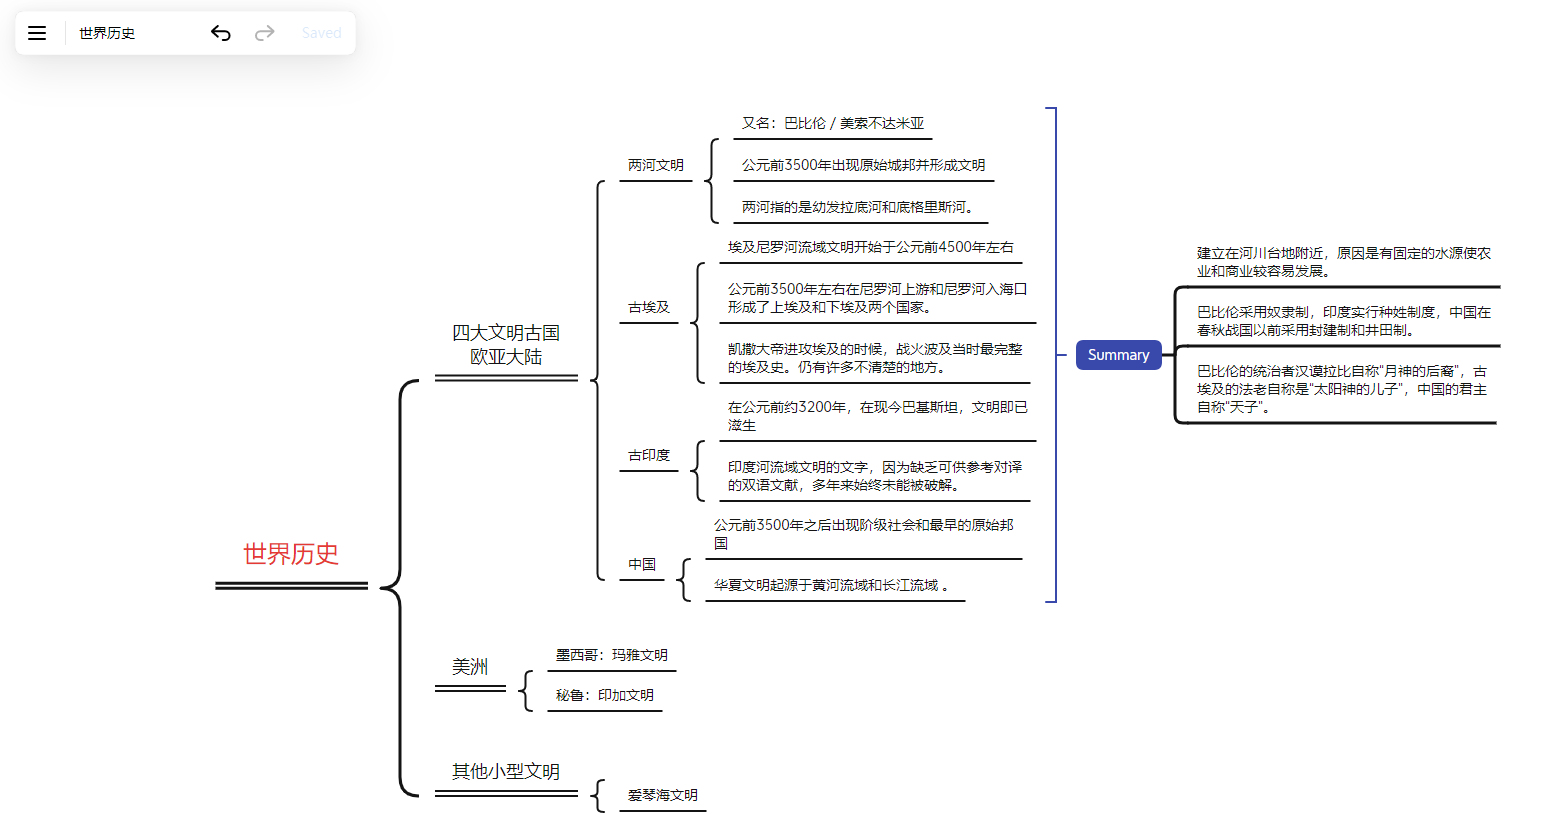 世界历史
Saved
世界历史
四大文明古国
欧亚大陆
两河文明
又名：巴比伦 / 美索不达米亚
公元前3500年出现原始城邦并形成文明
两河指的是幼发拉底河和底格里斯河。
古埃及
埃及尼罗河流域文明开始于公元前4500年左右
公元前3500年左右在尼罗河上游和尼罗河入海口
形成了上埃及和下埃及两个国家。
凯撒大帝进攻埃及的时候，战火波及当时最完整
的埃及史。仍有许多不清楚的地方。
古印度
在公元前约3200年，在现今巴基斯坦，文明即已
滋生
印度河流域文明的文字，因为缺乏可供参考对译
的双语文献，多年来始终未能被破解。
中国
公元前3500年之后出现阶级社会和最早的原始邦
国
华夏文明起源于黄河流域和长江流域 。
Summary
建立在河川台地附近，原因是有固定的水源使农
业和商业较容易发展。
巴比伦采用奴隶制，印度实行种姓制度，中国在
春秋战国以前采用封建制和井田制。
巴比伦的统治者汉谟拉比自称“月神的后裔”，古
埃及的法老自称是“太阳神的儿子”，中国的君主
自称“天子”。
美洲
墨西哥：玛雅文明
秘鲁：印加文明
其他小型文明
爱琴海文明